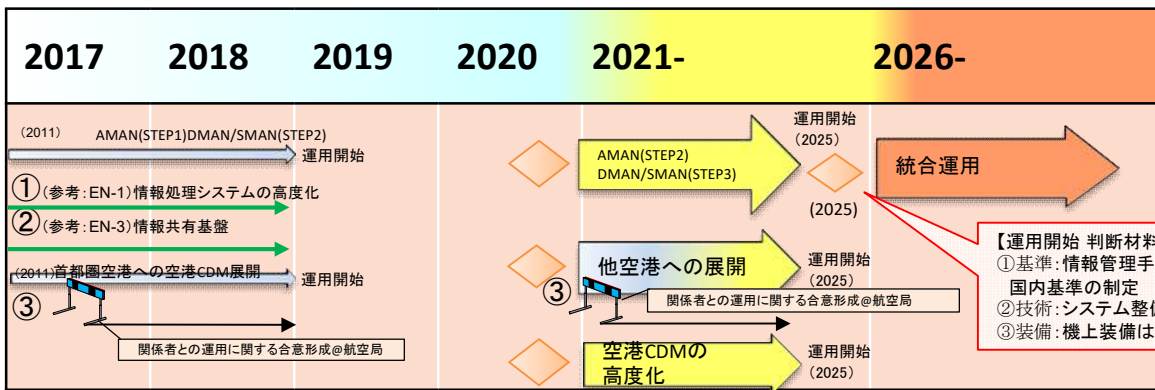 2017 2018 2019 2020 2021- 2026-
(2011) AMAN(STEP1)DMAN/SMAN(STEP2)
運用開始
①(参考:EN-1)情報処理システムの高度化
②(参考:EN-3)情報共有基盤
(2011)首都圏空港への空港CDM展開
運用開始
③
関係者との運用に関する合意形成@航空局
AMAN(STEP2)
DMAN/SMAN(STEP3)
運用開始
(2025)
(2025)
統合運用
他空港への展開
運用開始
(2025)
③
関係者との運用に関する合意形成@航空局
空港CDMの
高度化
運用開始
(2025)
【運用開始 判断材料
①基準:情報管理手
国内基準の制定
②技術:システム整
③装備:機上装備は